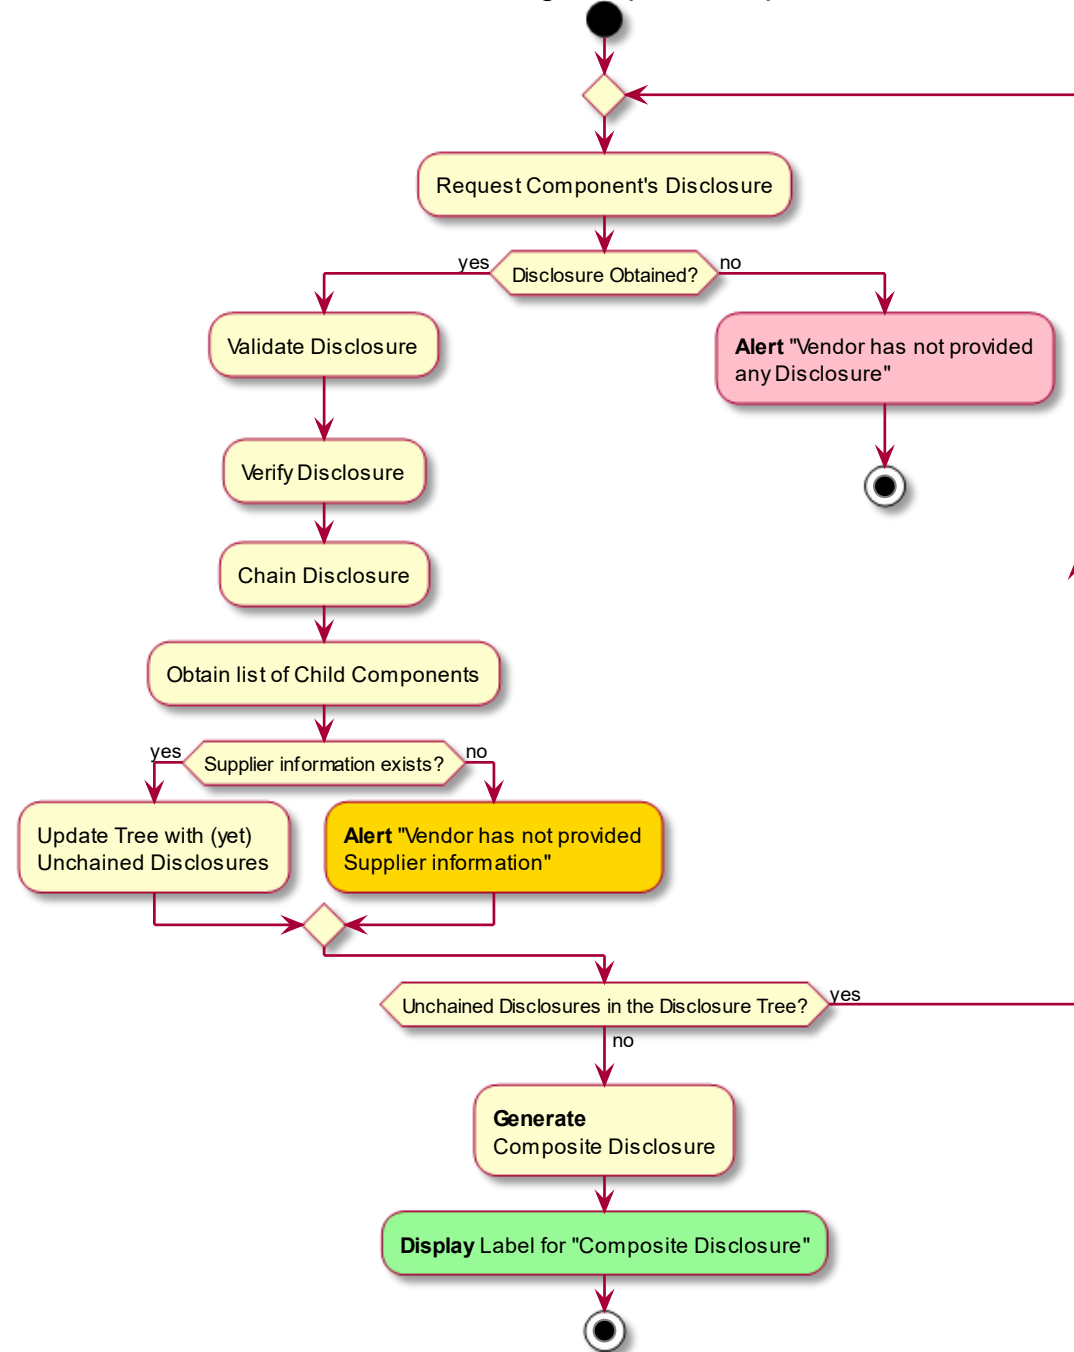 Request Component's Disclosure
yes
Disclosure Obtained?
no
Validate Disclosure
Alert "Vendor has not provided
any Disclosure"
Verify Disclosure
Chain Disclosure
Obtain list of Child Components
yes
Supplier information exists?
no
Update Tree with (yet)
Unchained Disclosures
Alert "Vendor has not provided
Supplier information"
Unchained Disclosures in the Disclosure Tree?
yes
no
Generate
Composite Disclosure
Display Label for "Composite Disclosure"